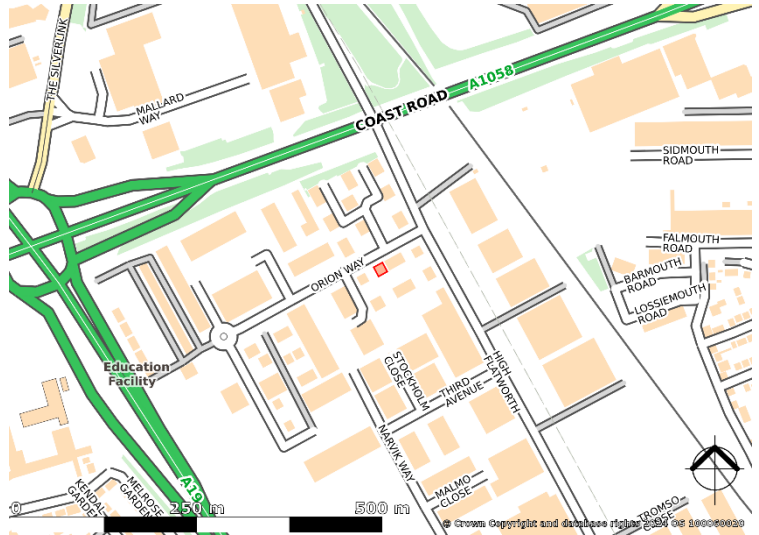 THE SILVERLINK
MALLARD
WAY
COAST ROAD
A1058
SIDMOUTH
ROAD
FALMOUTH
ROAD
BARMOUTH
ROAD
LOSSIEMOUTH
ROAD
ORION WAY
Education
Facility
STOCKHOLM
CLOSE
THIRD
AVENUE
HIGH
FLATWORTH
NARVIK WAY
MALMO
CLOSE
TROMSO
CLOSE
KENDAL
GARDENS
MELROSE
GARDENS
A19
0 250 m 500 m
© Crown Copyright and database rights 2024 OS 100060020